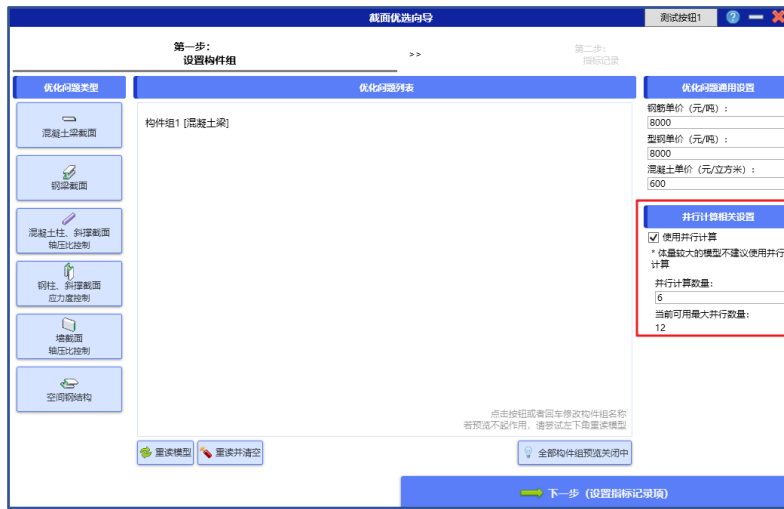 截面优选向导
测试按钮1
第一步:
设置构件组
>>
第二步:
指标记录
优化问题类型
混凝土梁截面
钢梁截面
混凝土柱、斜撑截面
轴压比控制
钢柱、斜撑截面
应力度控制
墙截面
轴压比控制
空间钢结构
优化问题列表
构件组1 [混凝土梁]
点击按钮或者回车修改构件组名称
若预览不起作用，请尝试左下角重读模型
重读模型
重读并清空
全部构件组预览关闭中
优化问题通用设置
钢筋单价（元/吨）:
8000
型钢单价（元/吨）:
8000
混凝土单价（元/立方米）:
600
并行计算相关设置
使用并行计算
* 体量较大的模型不建议使用并行
计算
并行计算数量:
6
当前可用最大并行数量:
12
下一步（设置指标记录项）